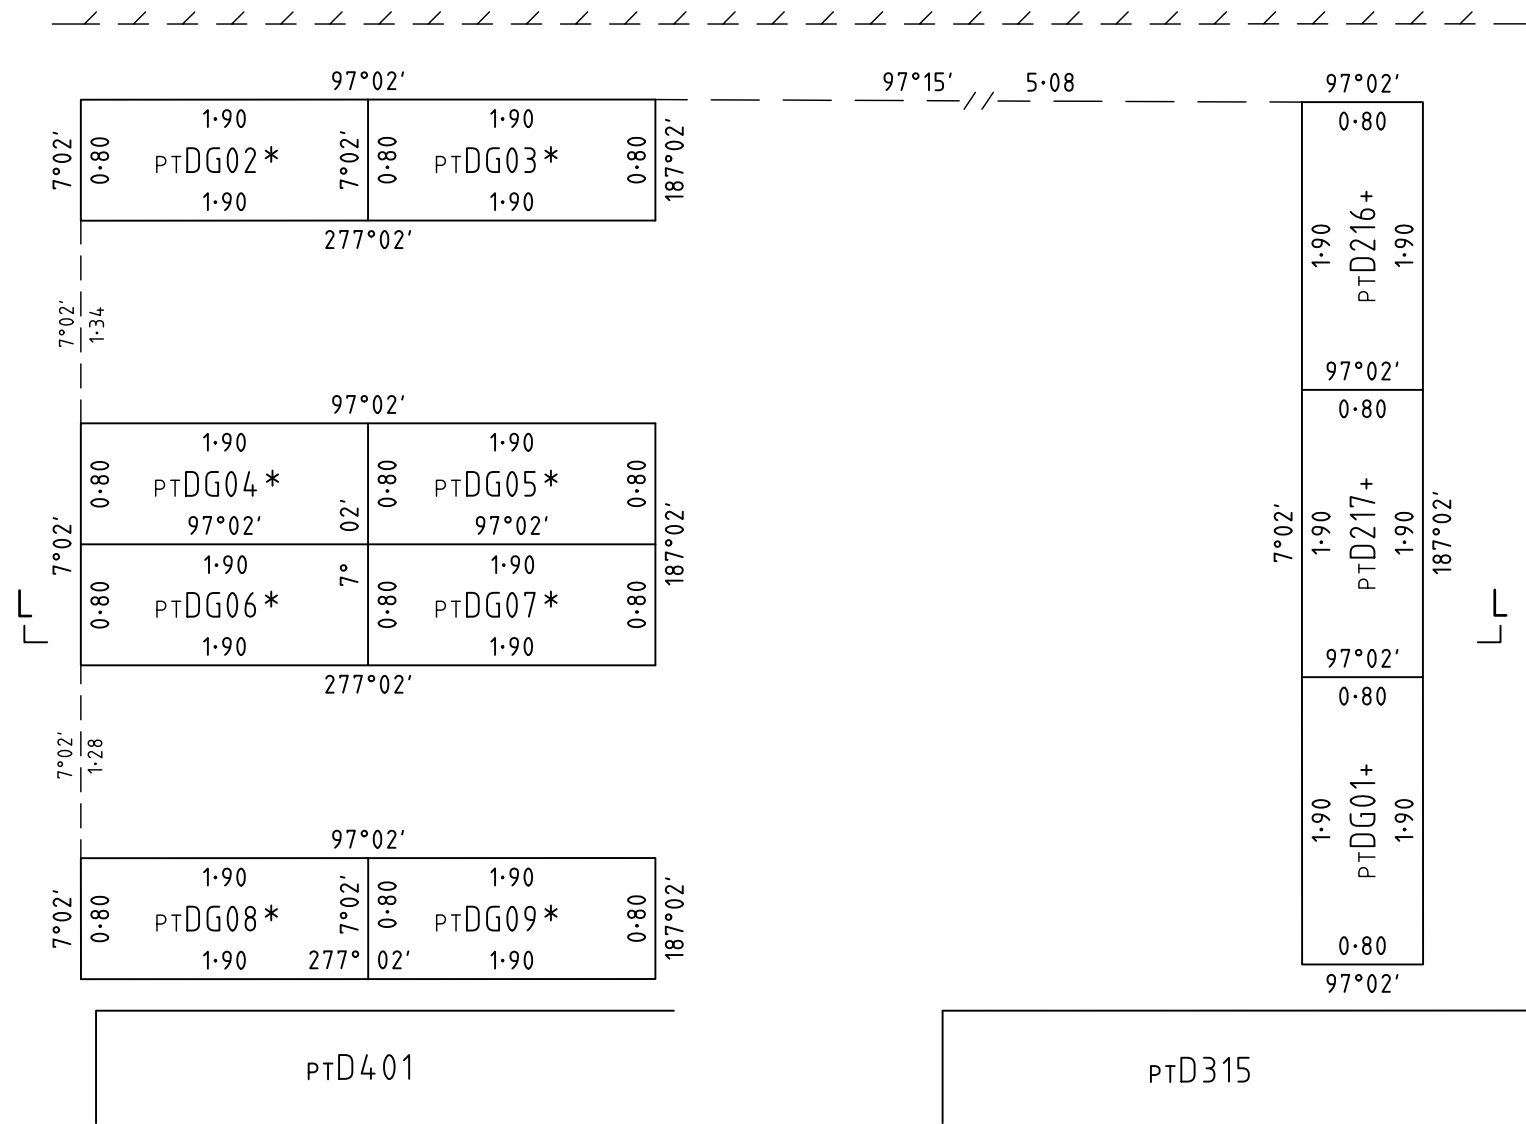 97°02' 97°15' 5·08 97°02'
7°02' 0·80 1·90 7°02' 0·80 1·90 0·80 187°02' 0·80
PTDG02* PTDG03*
1·90 1·90
277°02'
1·90 PTD216+ 1·90
7°02' 1·34
97°02'
97°02' 0·80
1·90 1·90
0·80 PTDG04* 0·80 PTDG05* 0·80
97°02' 02' 97°02'
7°02' 187°02' 7°02' 1·90 PTD217+ 1·90 187°02'
1·90 7° 1·90
0·80 PTDG06* 0·80 PTDG07* 0·80
1·90 1·90
277°02' 97°02'
0·80
7°02' 1·28
97°02'
1·90 PTDG01+ 1·90
1·90 1·90
7°02' 0·80 PTDG08* 7°02' 0·80 PTDG09* 0·80 187°02'
1·90 277° 02' 1·90 0·80
97°02'
PTD401 PTD315